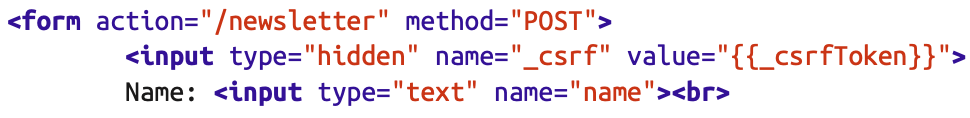 <form action="/newsletter" method="POST">
<input type="hidden" name="_csrf" value="{{_csrfToken}}">
Name: <input type="text" name="name"><br>